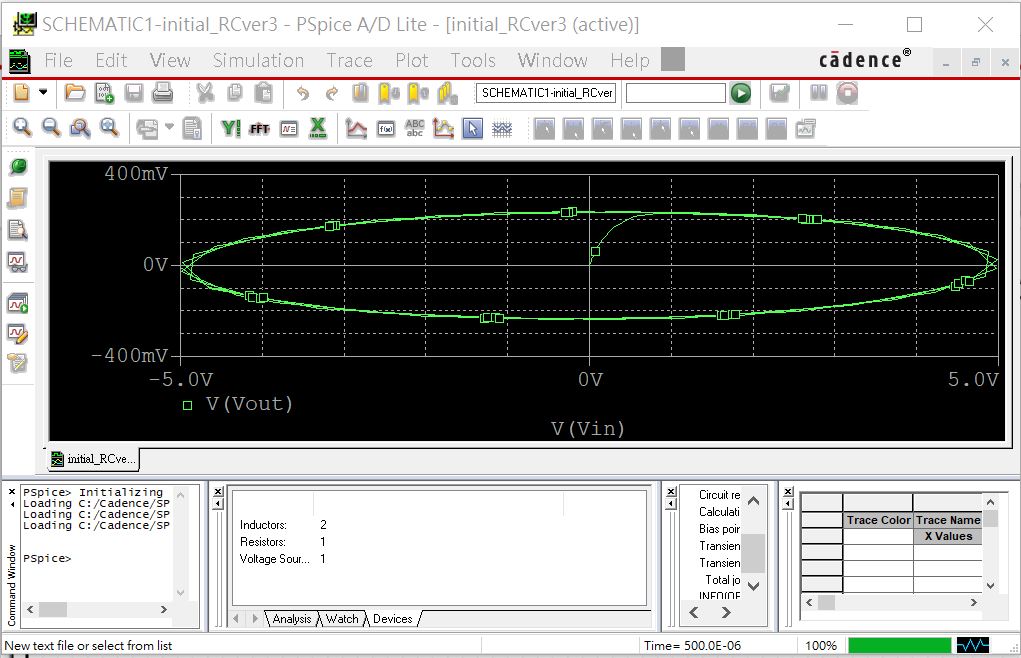 SCHEMATIC1-initial_RCver3 - PSpice A/D Lite - [initial_RCver3 (active)]
File Edit View Simulation Trace Plot Tools Window Help cādence®
SCHEMATIC1-initial_RCver
FFT ABC abc
400mV
0V
-400mV
-5.0V 0V 5.0V
V(Vout)
V(Vin)
initial_RCve...
PSpice> Initializing
Loading C:/Cadence/SP
Loading C:/Cadence/SP
Loading C:/Cadence/SP
PSpice>
Command Window
Inductors: 2
Resistors: 1
Voltage Sour... 1
Analysis Watch Devices
Circuit re
Calculati
Bias poin
Transien
Transien
Total jo
INFO(OF
Trace Color Trace Name
X Values
New text file or select from list Time= 500.0E-06 100%